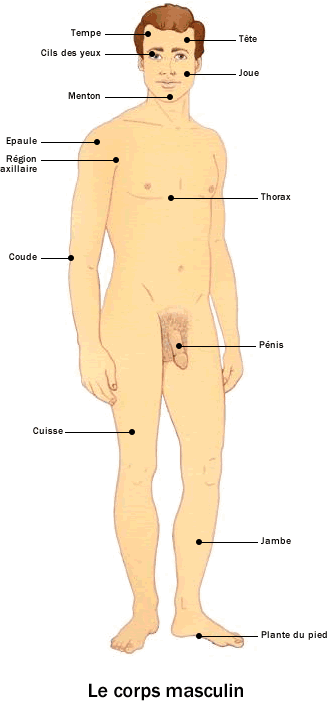 Tempe
Tête
Cils des yeux
Joue
Menton
Epaule
Région
axillaire
Thorax
Coude
Pénis
Cuisse
Jambe
Plante du pied
Le corps masculin